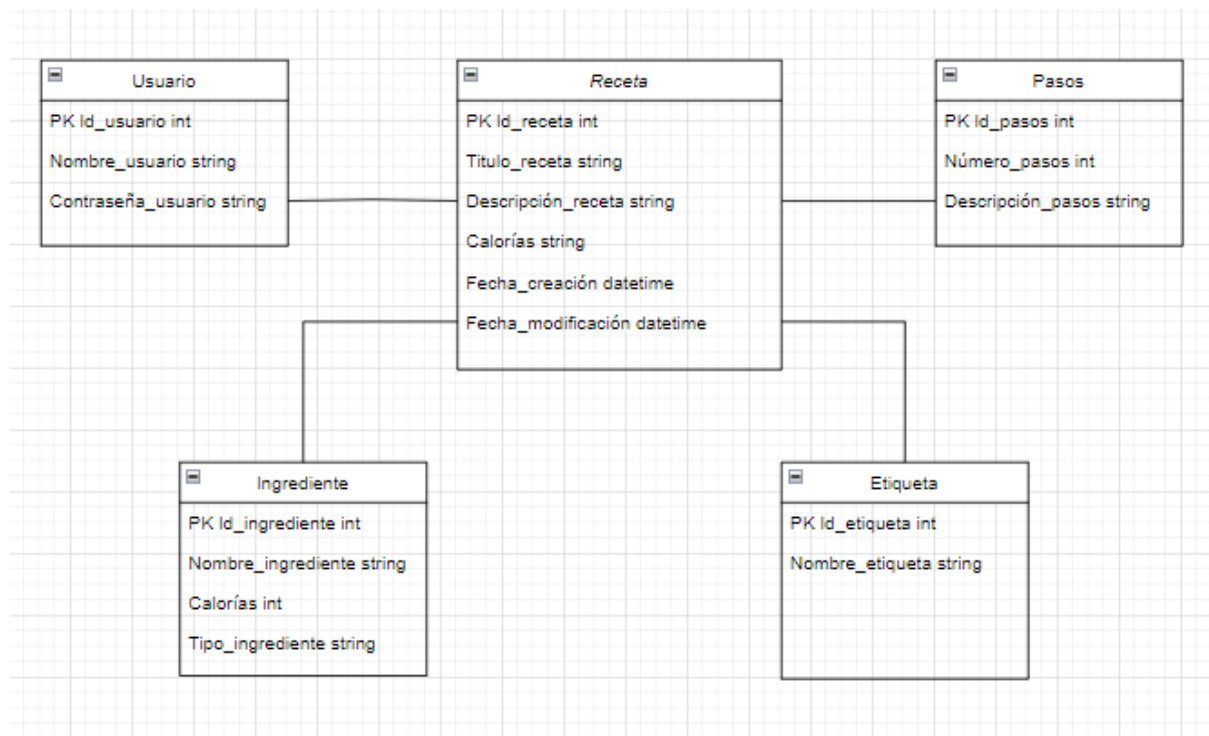 Usuario
PK Id_usuario int
Nombre_usuario string
Contraseña_usuario string
Receta
PK Id_receta int
Titulo_receta string
Descripción_receta string
Calorías string
Fecha_creación datetime
Fecha_modificación datetime
Pasos
PK Id_pasos int
Número_pasos int
Descripción_pasos string
Ingrediente
PK Id_ingrediente int
Nombre_ingrediente string
Calorías int
Tipo_ingrediente string
Etiqueta
PK Id_etiqueta int
Nombre_etiqueta string